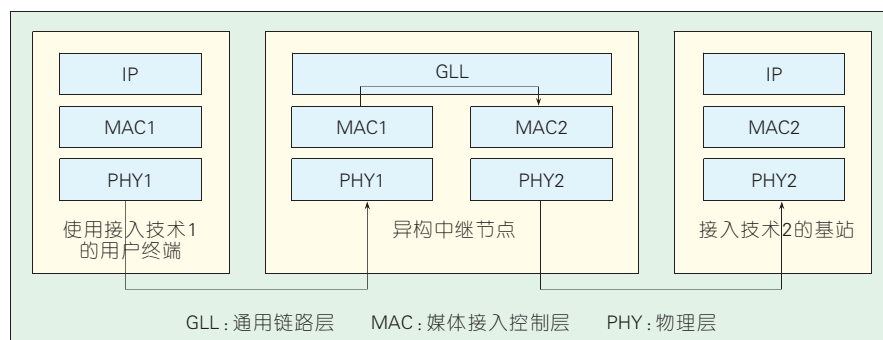 IP
MAC1
PHY1
使用接入技术1
的用户终端
GLL
MAC1
MAC2
PHY1
PHY2
异构中继节点
IP
MAC2
PHY2
接入技术2的基站
GLL:通用链路层 MAC:媒体接入控制层 PHY:物理层